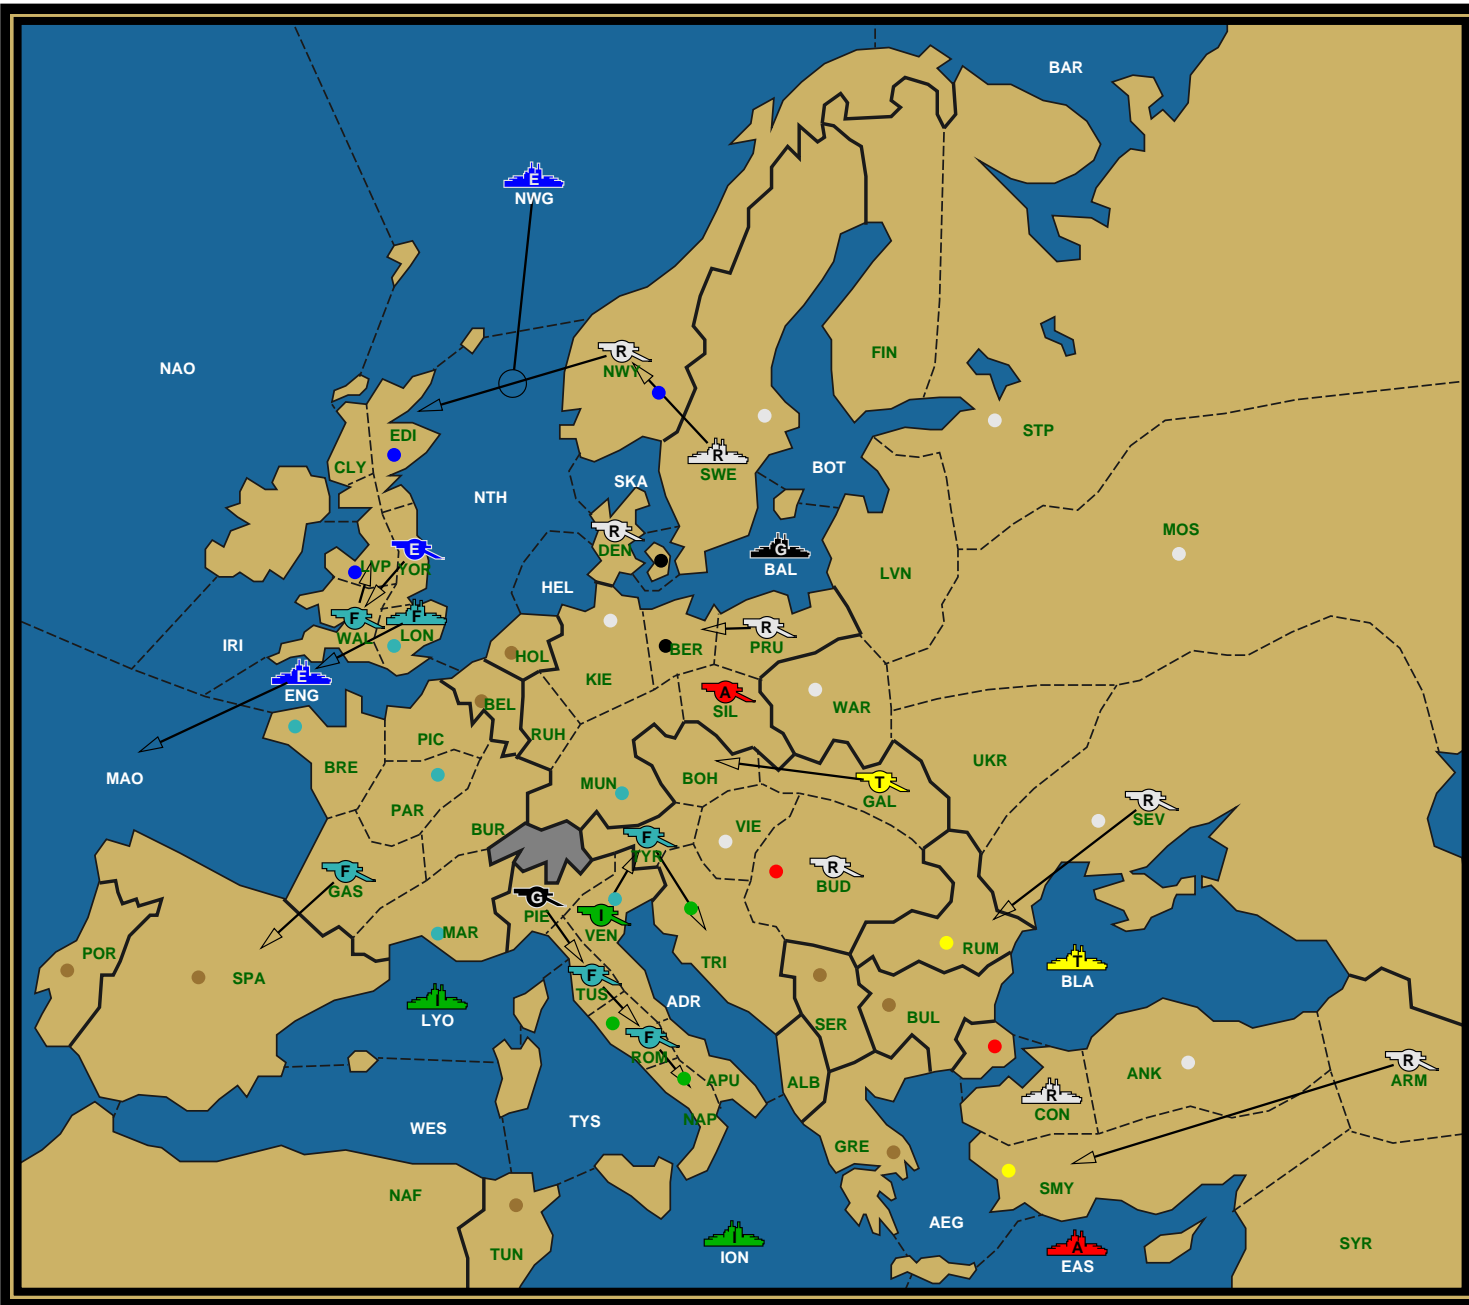 BAR
E
NWG
NAO
R
NWY
FIN
EDI
STP
CLY
R
SWE
BOT
SKA
NTH
MOS
R
DEN
E
G
BAL
LVP
YOR
LVN
HEL
F
WAL
F
LON
R
PRU
IRI
HOL
BER
E
ENG
KIE
A
SIL
BEL
WAR
RUH
PIC
UKR
BRE
MAO
BOH
T
GAL
MUN
R
SEV
PAR
BUR
VIE
F
TYR
F
GAS
R
BUD
G
PIE
I
VEN
MAR
POR
SPA
TRI
RUM
T
BLA
F
TUS
I
LYO
ADR
BUL
SER
F
ROM
ANK
R
ARM
APU
ALB
R
CON
NAP
TYS
WES
GRE
SMY
NAF
AEG
I
ION
TUN
A
EAS
SYR